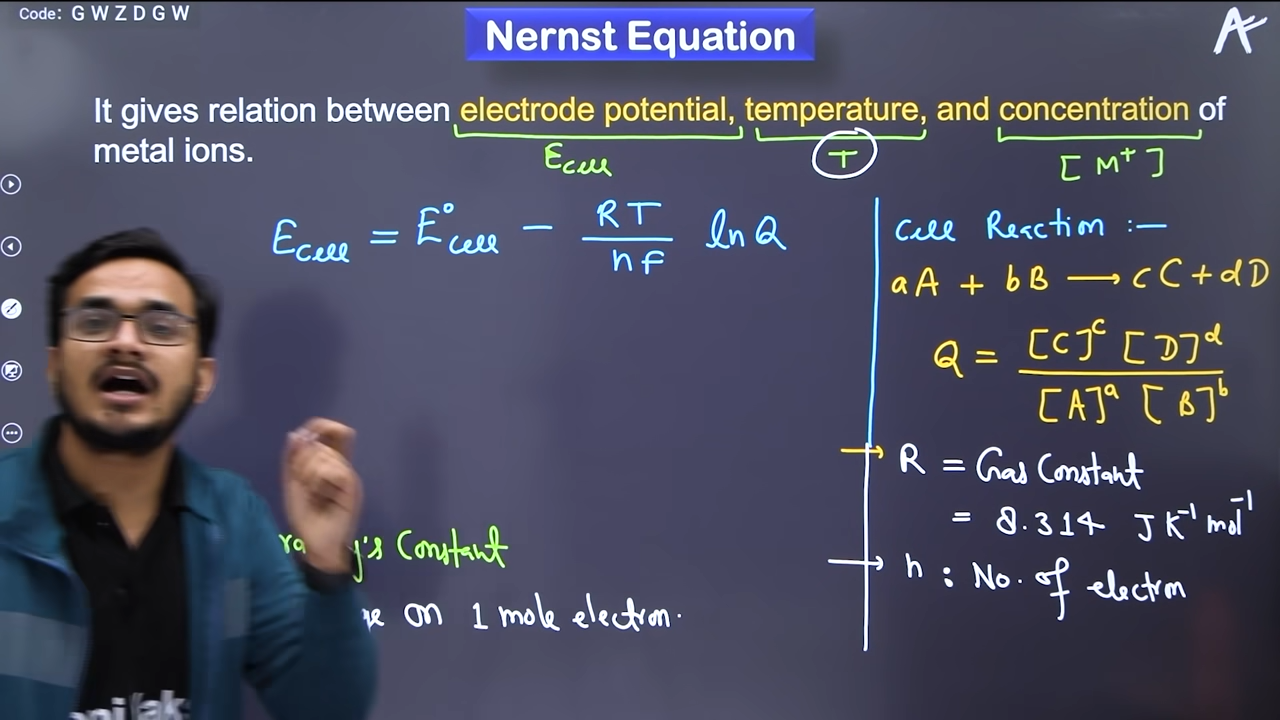 Code: G W Z D G W
Nernst Equation
It gives relation between electrode potential, temperature, and concentration of
metal ions.
Ecell
T
[M⁺]
Ecell = E°cell − RT/nF ln Q
Cell Reaction :—
aA + bB ⟶ cC + dD
Q = [C]ᶜ [D]ᵈ / [A]ᵃ [B]ᵇ
→ R = Gas Constant
= 8.314 J K⁻¹ mol⁻¹
→ n : No. of electron
Constant
on 1 mole electron.